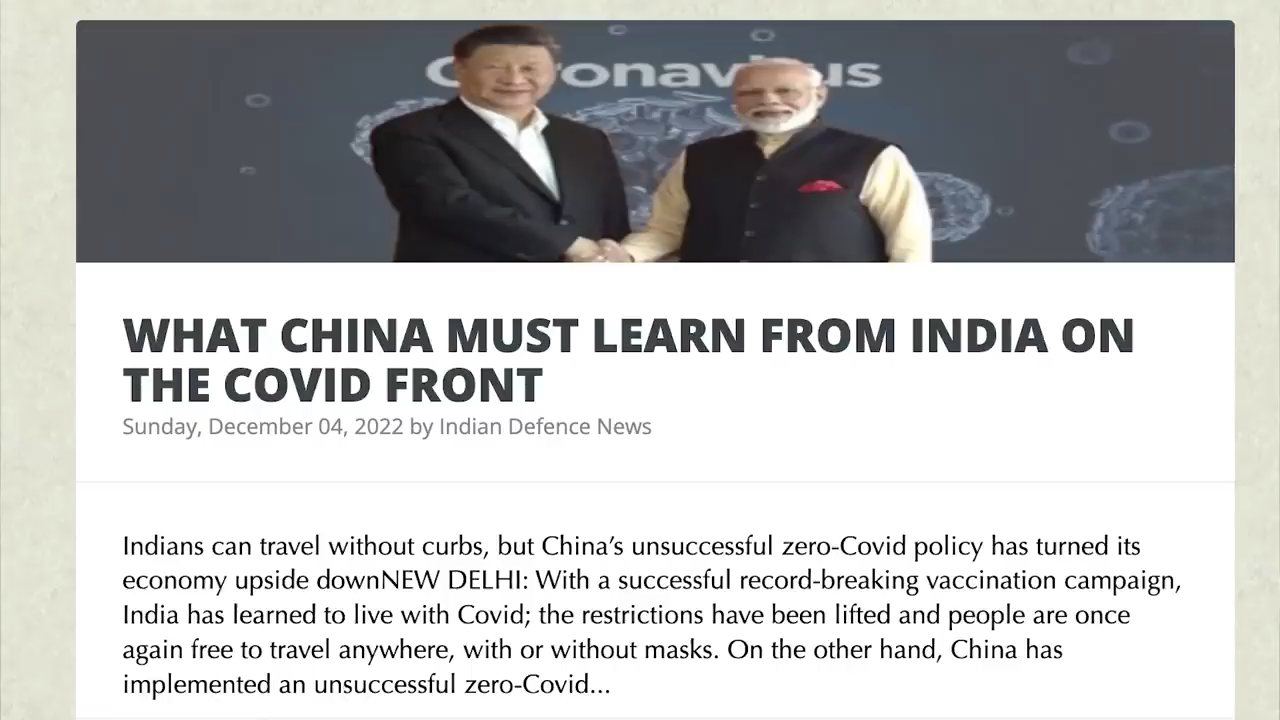 Coronavirus
WHAT CHINA MUST LEARN FROM INDIA ON
THE COVID FRONT
Sunday, December 04, 2022 by Indian Defence News
Indians can travel without curbs, but China’s unsuccessful zero-Covid policy has turned its
economy upside downNEW DELHI: With a successful record-breaking vaccination campaign,
India has learned to live with Covid; the restrictions have been lifted and people are once
again free to travel anywhere, with or without masks. On the other hand, China has
implemented an unsuccessful zero-Covid...